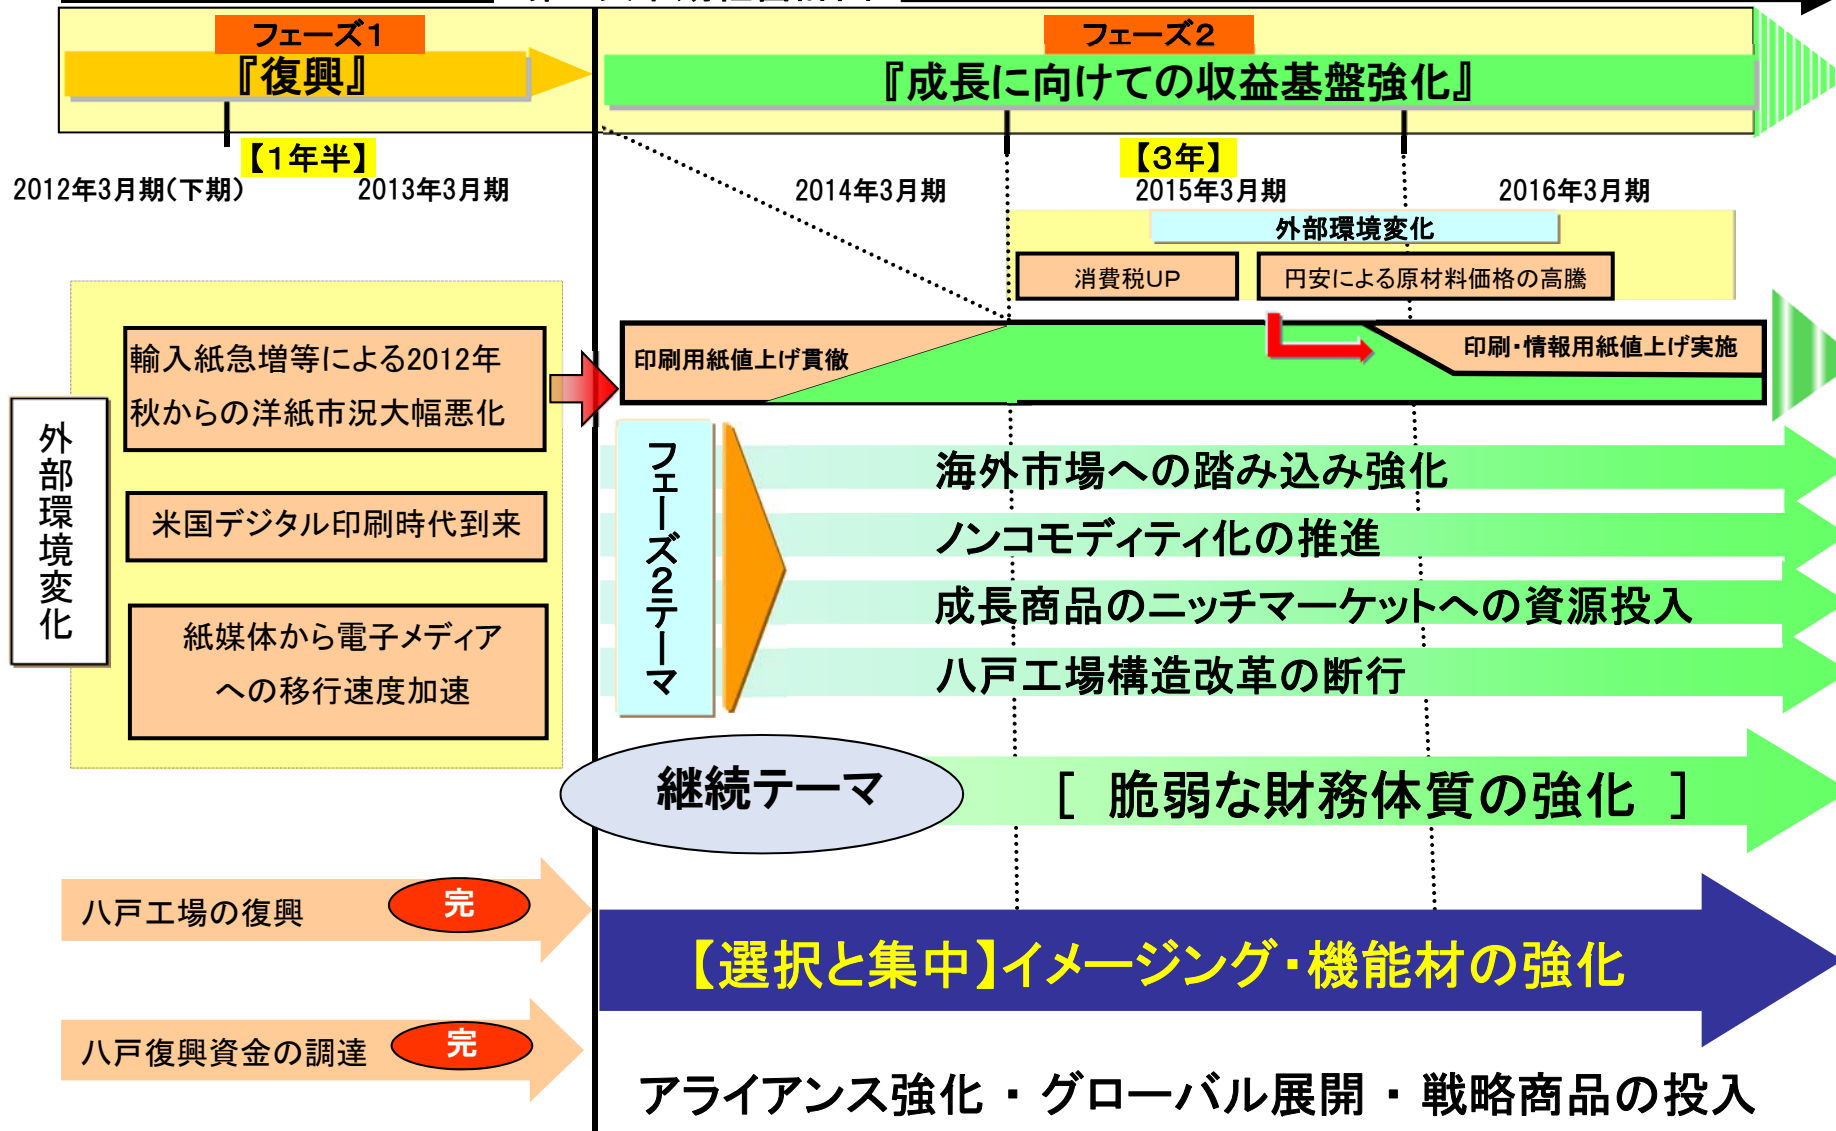 フェーズ1
『復興』
フェーズ2
『成長に向けての収益基盤強化』
【1年半】
【3年】
2012年3月期(下期)
2013年3月期
2014年3月期
2015年3月期
2016年3月期
外部環境変化
消費税UP
円安による原材料価格の高騰
外部環境変化
輸入紙急増等による2012年
秋からの洋紙市況大幅悪化
米国デジタル印刷時代到来
紙媒体から電子メディア
への移行速度加速
印刷用紙値上げ貫徹
印刷・情報用紙値上げ実施
フェーズ2テーマ
海外市場への踏み込み強化
ノンコモディティ化の推進
成長商品のニッチマーケットへの資源投入
八戸工場構造改革の断行
継続テーマ
[ 脆弱な財務体質の強化 ]
八戸工場の復興
完
八戸復興資金の調達
完
【選択と集中】イメージング・機能材の強化
アライアンス強化 ・ グローバル展開 ・ 戦略商品の投入